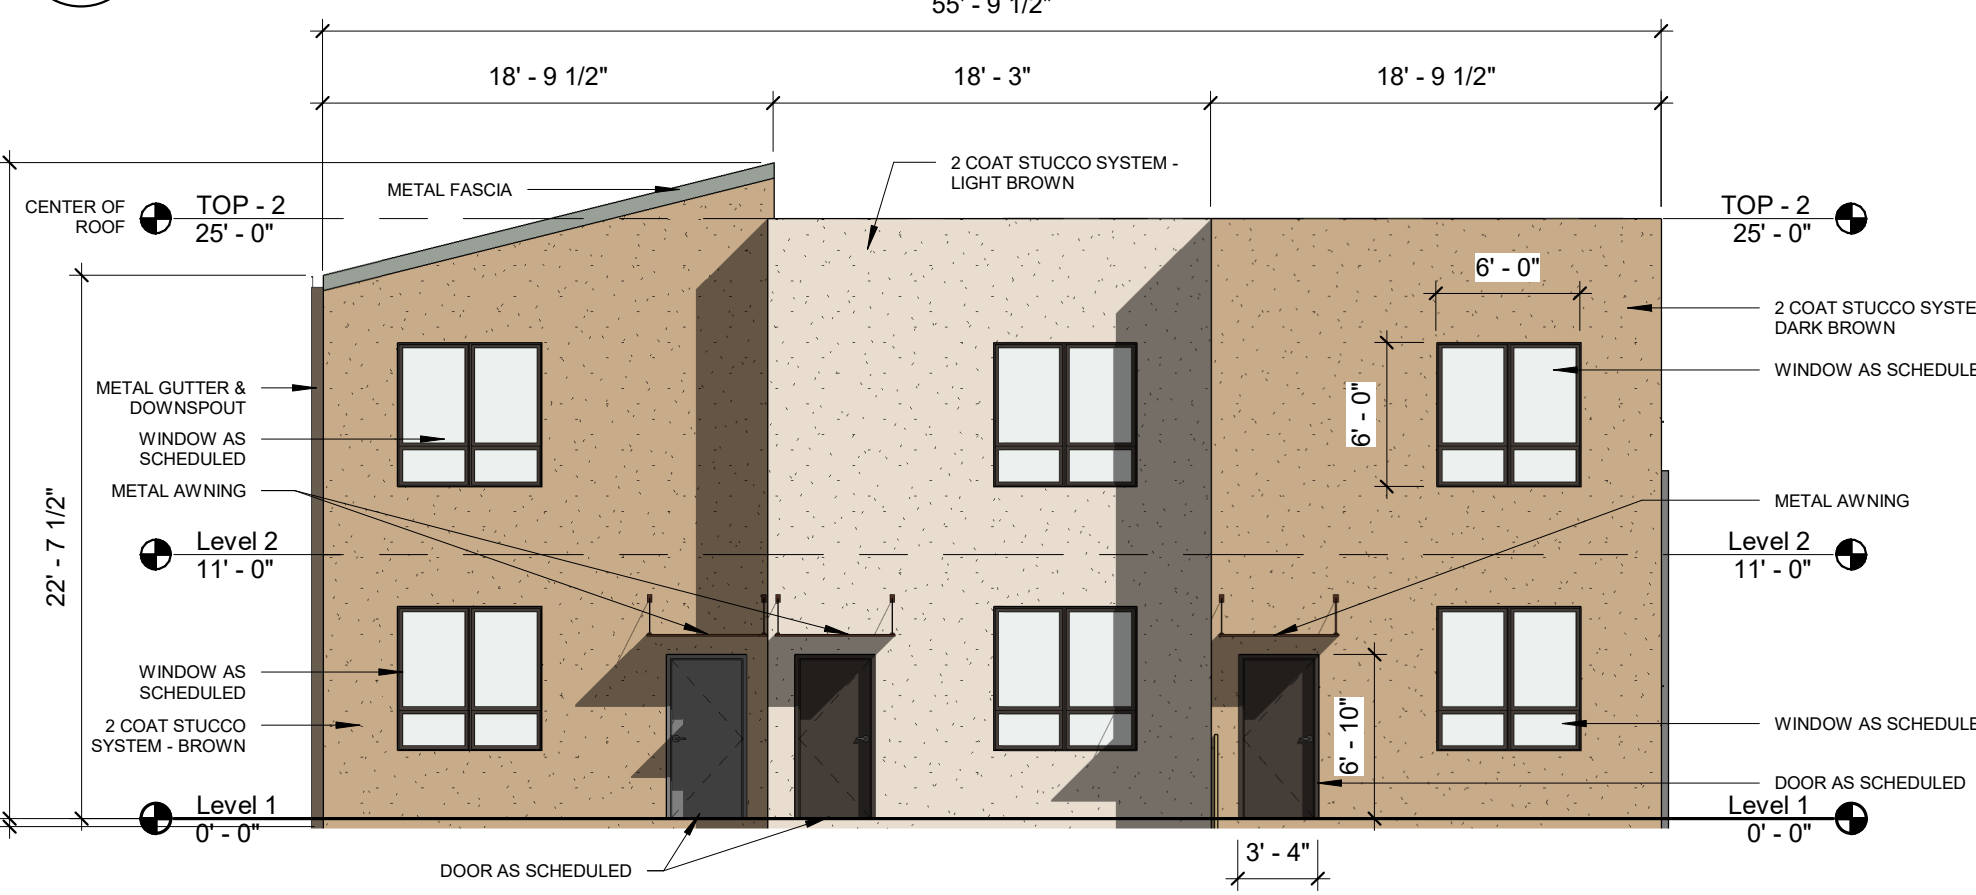 55' - 9 1/2"
18' - 9 1/2"
18' - 3"
18' - 9 1/2"
2 COAT STUCCO SYSTEM -
LIGHT BROWN
METAL FASCIA
CENTER OF
ROOF
TOP - 2
25' - 0"
TOP - 2
25' - 0"
6' - 0"
2 COAT STUCCO SYSTE
DARK BROWN
WINDOW AS SCHEDULE
METAL GUTTER &
DOWNSPOUT
6' - 0"
WINDOW AS
SCHEDULED
METAL AWNING
METAL AWNING
22' - 7 1/2"
Level 2
11' - 0"
Level 2
11' - 0"
WINDOW AS
SCHEDULED
2 COAT STUCCO
SYSTEM - BROWN
6' - 10"
WINDOW AS SCHEDULE
DOOR AS SCHEDULED
Level 1
0' - 0"
Level 1
0' - 0"
3' - 4"
DOOR AS SCHEDULED